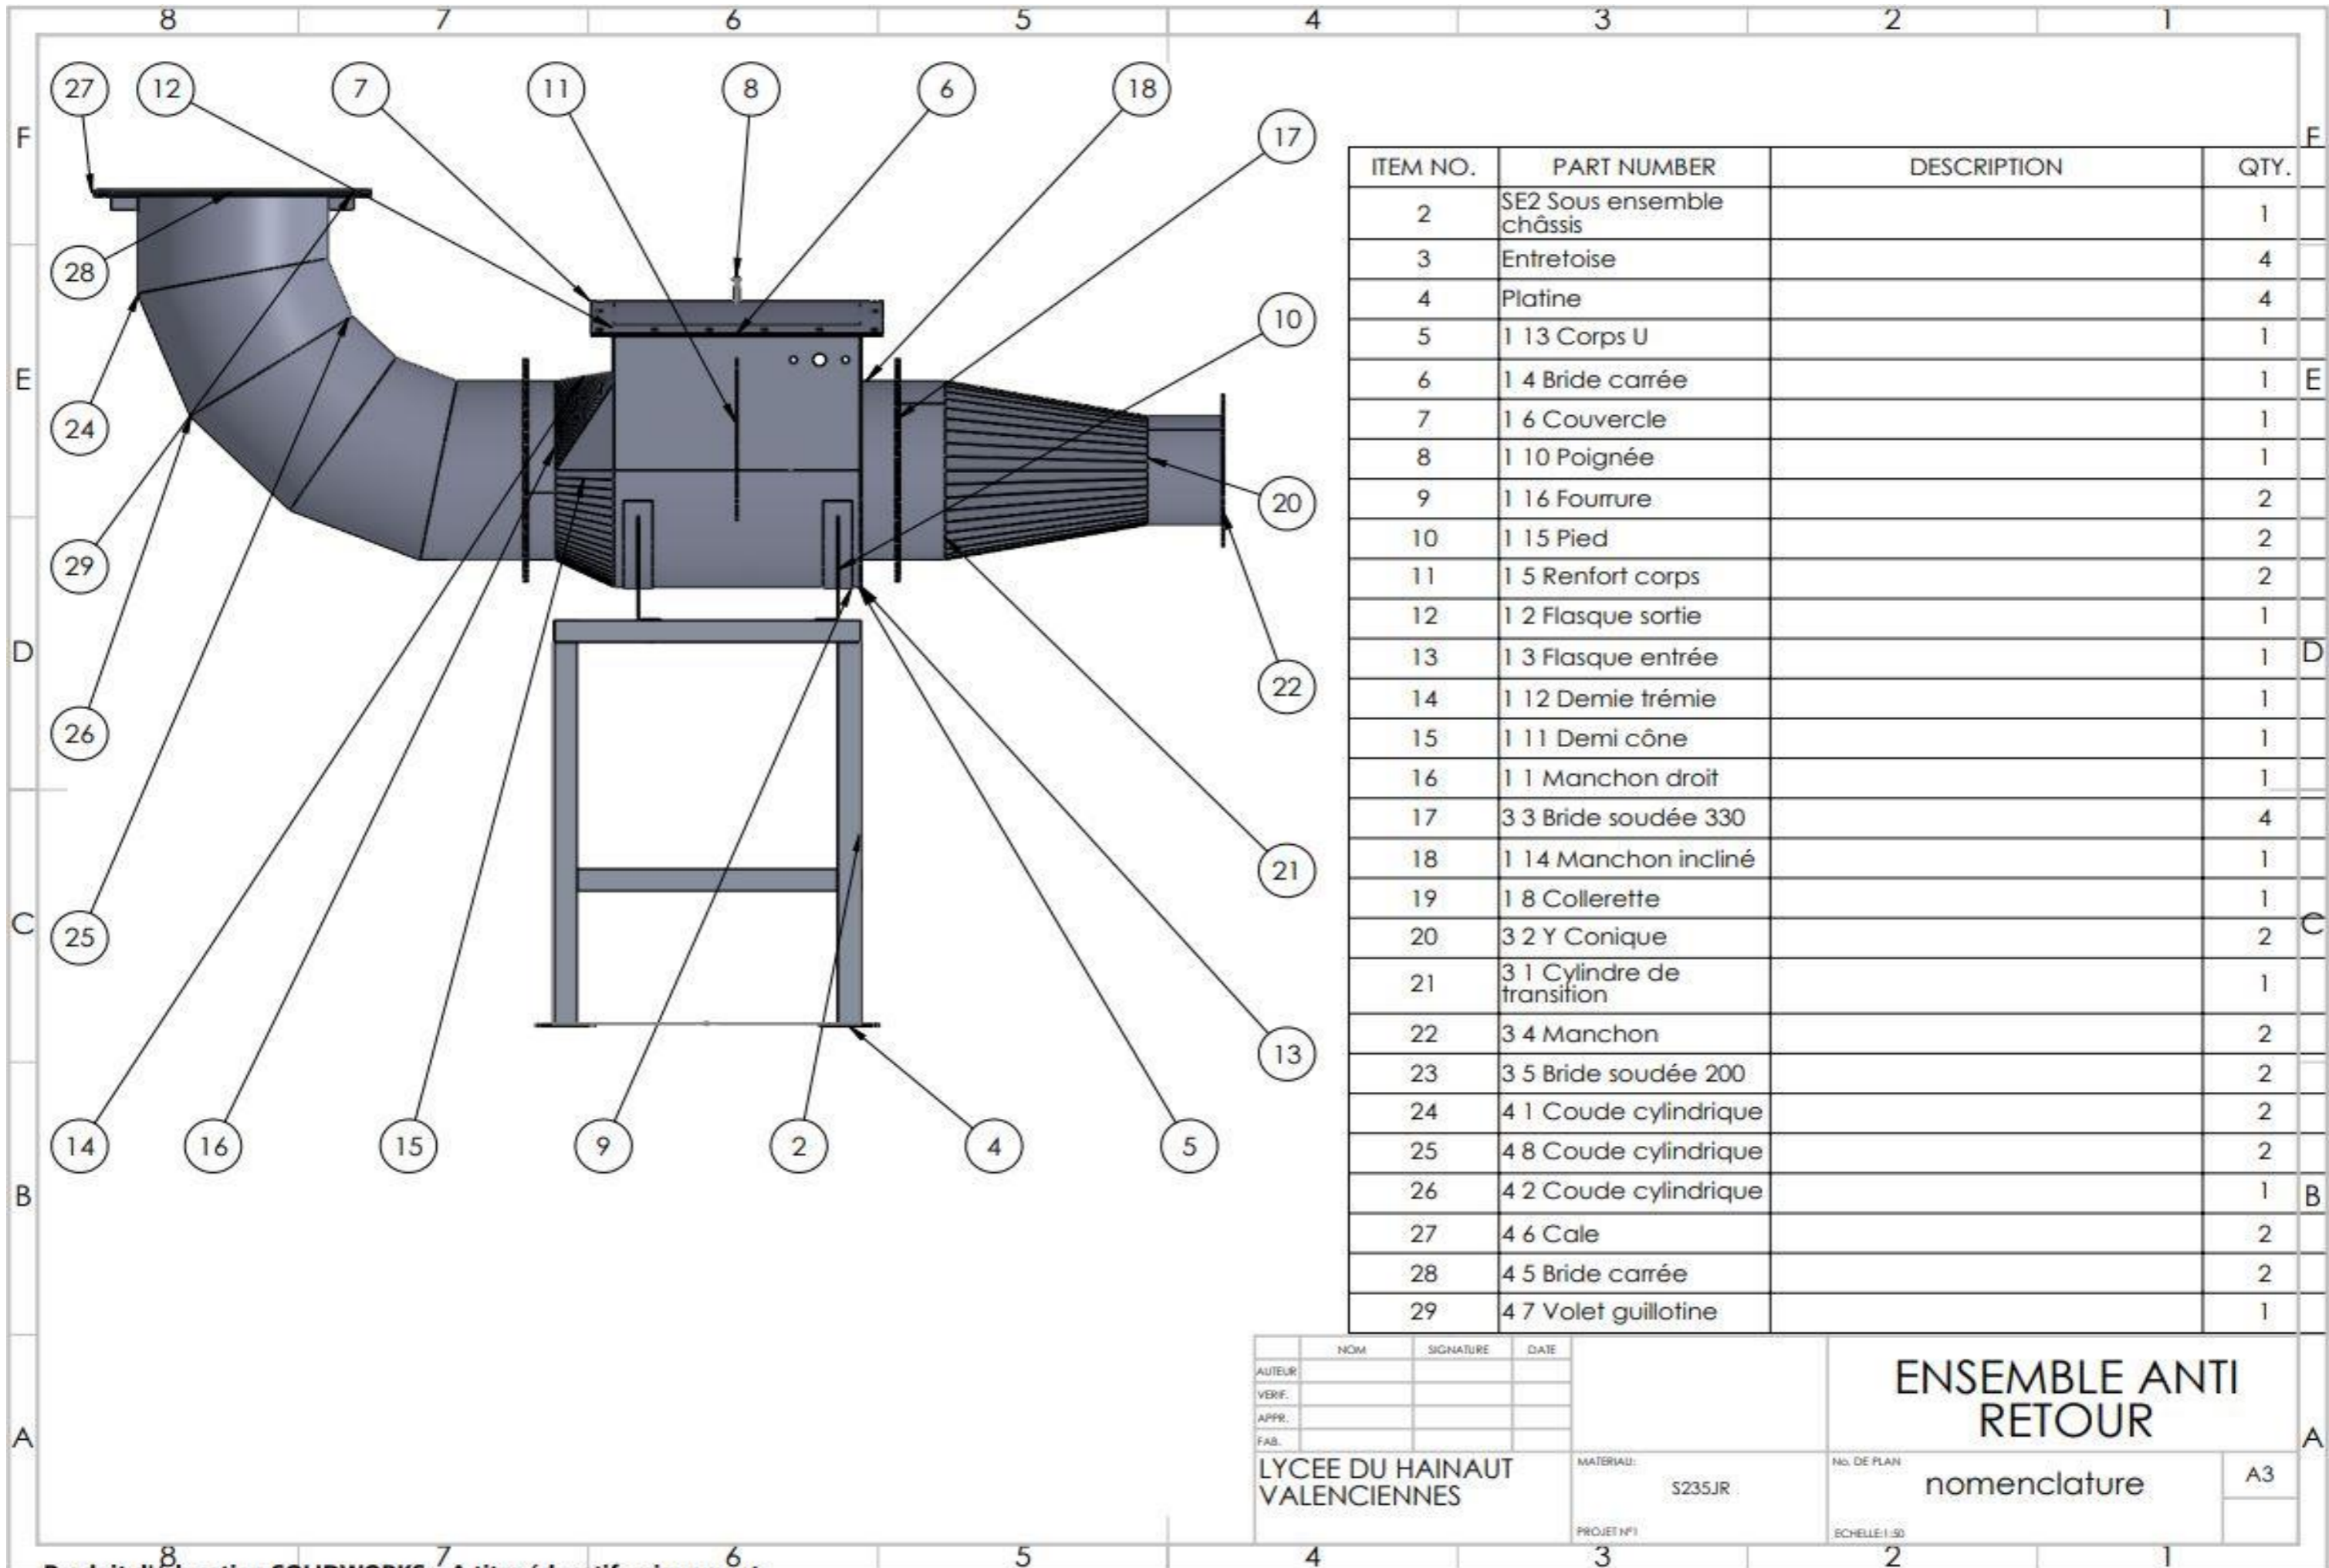 8 7 6 5 4 3 2 1
27 12 7 11 8 6 18
17
F F
ITEM NO. PART NUMBER DESCRIPTION QTY.
2 SE2 Sous ensemble châssis 1
3 Entretoise 4
4 Platine 4
5 1 13 Corps U 1
6 1 4 Bride carrée 1
7 1 6 Couvercle 1
8 1 10 Poignée 1
9 1 16 Fourrure 2
10 1 15 Pied 2
11 1 5 Renfort corps 2
12 1 2 Flasque sortie 1
13 1 3 Flasque entrée 1
14 1 12 Demie trémie 1
15 1 11 Demi cône 1
16 1 1 Manchon droit 1
17 3 3 Bride soudée 330 4
18 1 14 Manchon incliné 1
19 1 8 Collerette 1
20 3 2 Y Conique 2
21 3 1 Cylindre de transition 1
22 3 4 Manchon 2
23 3 5 Bride soudée 200 2
24 4 1 Coude cylindrique 2
25 4 8 Coude cylindrique 2
26 4 2 Coude cylindrique 1
27 4 6 Cale 2
28 4 5 Bride carrée 2
29 4 7 Volet guillotine 1
28
10
E E
24
20
29
D D
22
26
21
C C
25
13
14 16 15 9 2 4 5
B B
A A
NOM SIGNATURE DATE
AUTEUR
VERIF.
APPR.
FAB.
ENSEMBLE ANTI
RETOUR
LYCEE DU HAINAUT
VALENCIENNES
MATERIAU:
S235JR
PROJET N°1
No. DE PLAN
nomenclature
A3
ECHELLE:1:50
8 7 6 5 4 3 2 1
SOLIDWORKS